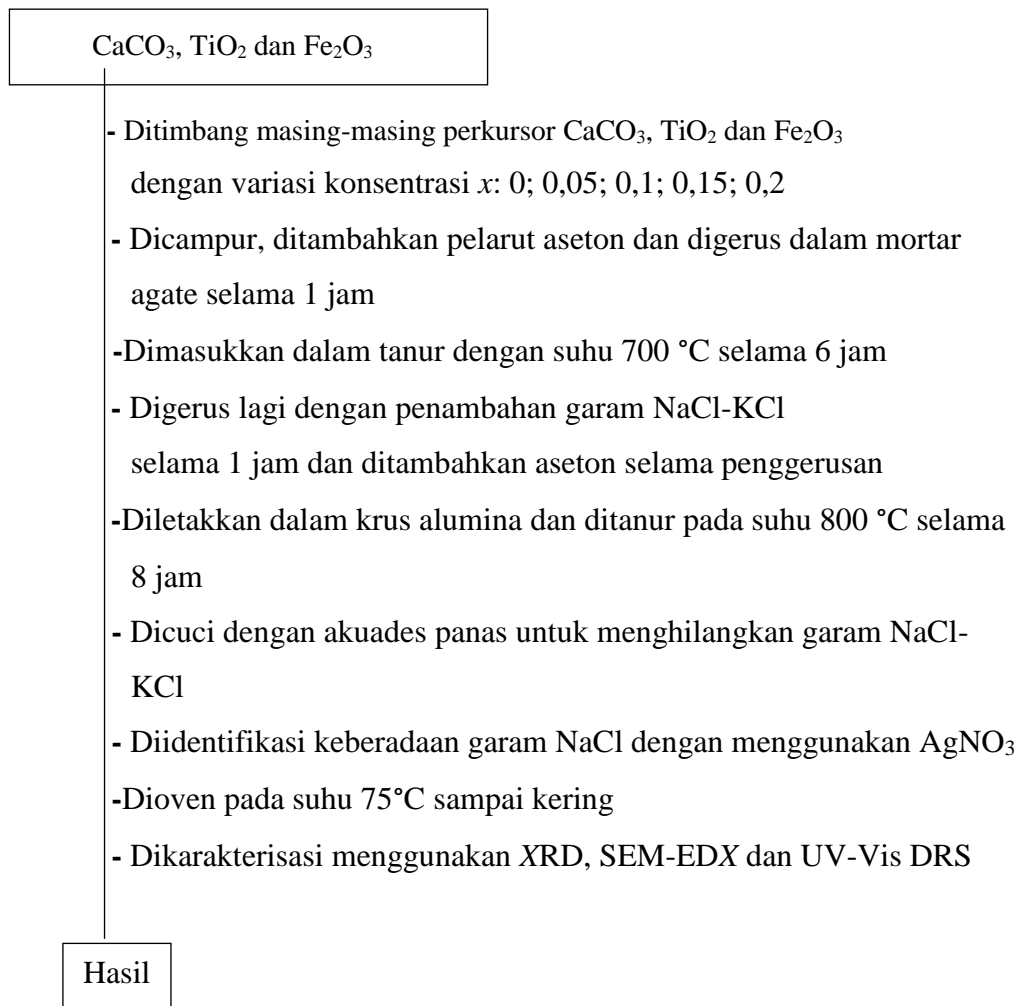 CaCO₃, TiO₂ dan Fe₂O₃
- Ditimbang masing-masing perkursor CaCO₃, TiO₂ dan Fe₂O₃
dengan variasi konsentrasi x: 0; 0,05; 0,1; 0,15; 0,2
- Dicampur, ditambahkan pelarut aseton dan digerus dalam mortar
agate selama 1 jam
-Dimasukkan dalam tanur dengan suhu 700 °C selama 6 jam
- Digerus lagi dengan penambahan garam NaCl-KCl
selama 1 jam dan ditambahkan aseton selama penggerusan
-Diletakkan dalam krus alumina dan ditanur pada suhu 800 °C selama
8 jam
- Dicuci dengan akuades panas untuk menghilangkan garam NaCl-
KCl
- Diidentifikasi keberadaan garam NaCl dengan menggunakan AgNO₃
-Dioven pada suhu 75°C sampai kering
- Dikarakterisasi menggunakan XRD, SEM-EDX dan UV-Vis DRS
Hasil